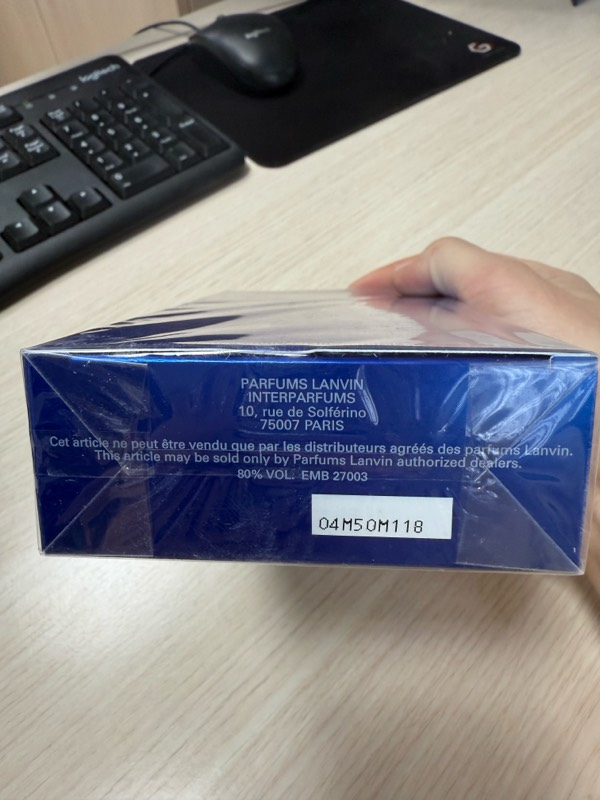 logitech
PARFUMS LANVIN
INTERPARFUMS
10, rue de Solférino
75007 PARIS
Cet article ne peut être vendu que par les distributeurs agréés des parfums Lanvin.
This article may be sold only by Parfums Lanvin authorized dealers.
80% VOL. EMB 27003
04M50M118